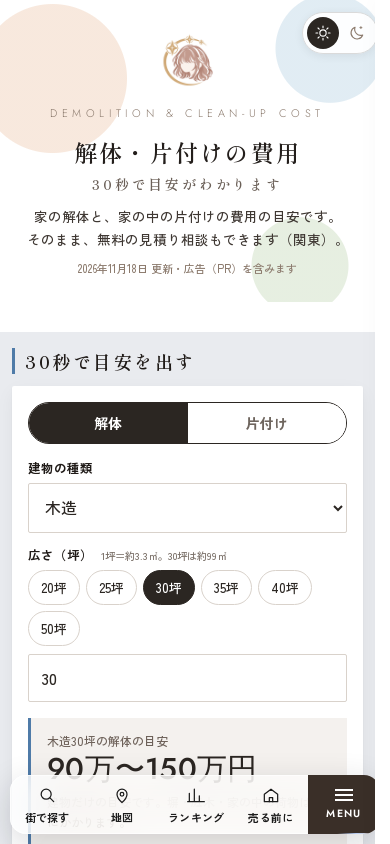 DEMOLITION & CLEAN-UP COST
解体・片付けの費用
30秒で目安がわかります
家の解体と、家の中の片付けの費用の目安です。
そのまま、無料の見積り相談もできます（関東）。
2026年11月18日 更新・広告（PR）を含みます
30秒で目安を出す
解体 片付け
建物の種類
木造
広さ（坪） 1坪＝約3.3㎡。30坪は約99㎡
20坪 25坪 30坪 35坪 40坪
50坪
30
木造30坪の解体の目安
90万〜150万円
街で探す 地図 ランキング 売る前に MENU